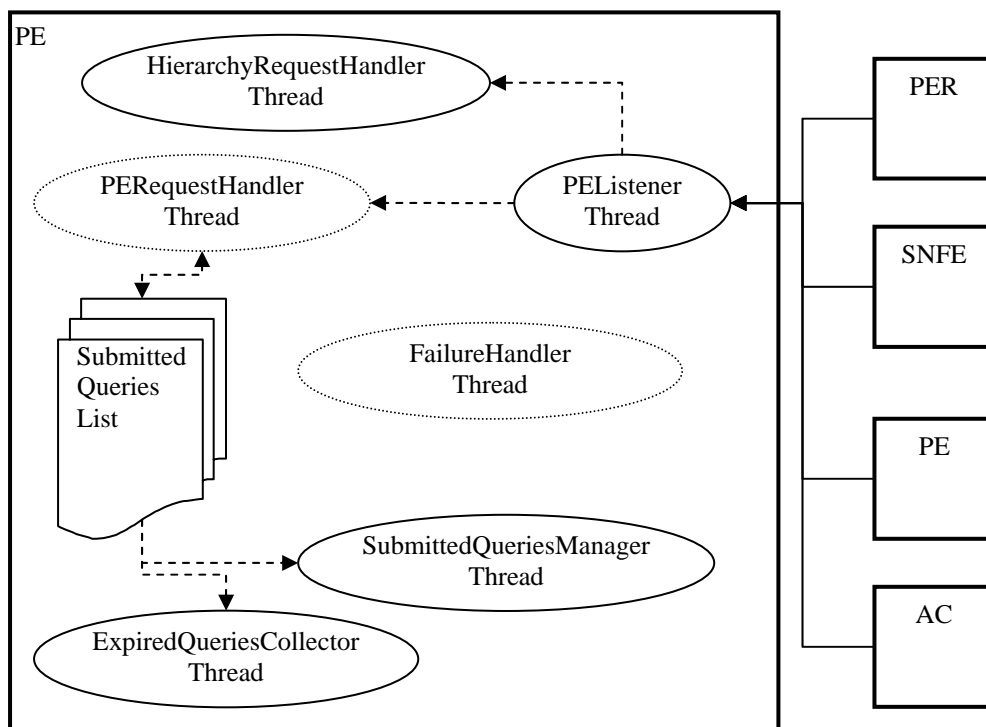 PE
HierarchyRequestHandler
Thread
PER
PERequestHandler
Thread
PEListener
Thread
SNFE
Submitted
Queries
List
FailureHandler
Thread
PE
SubmittedQueriesManager
Thread
AC
ExpiredQueriesCollector
Thread